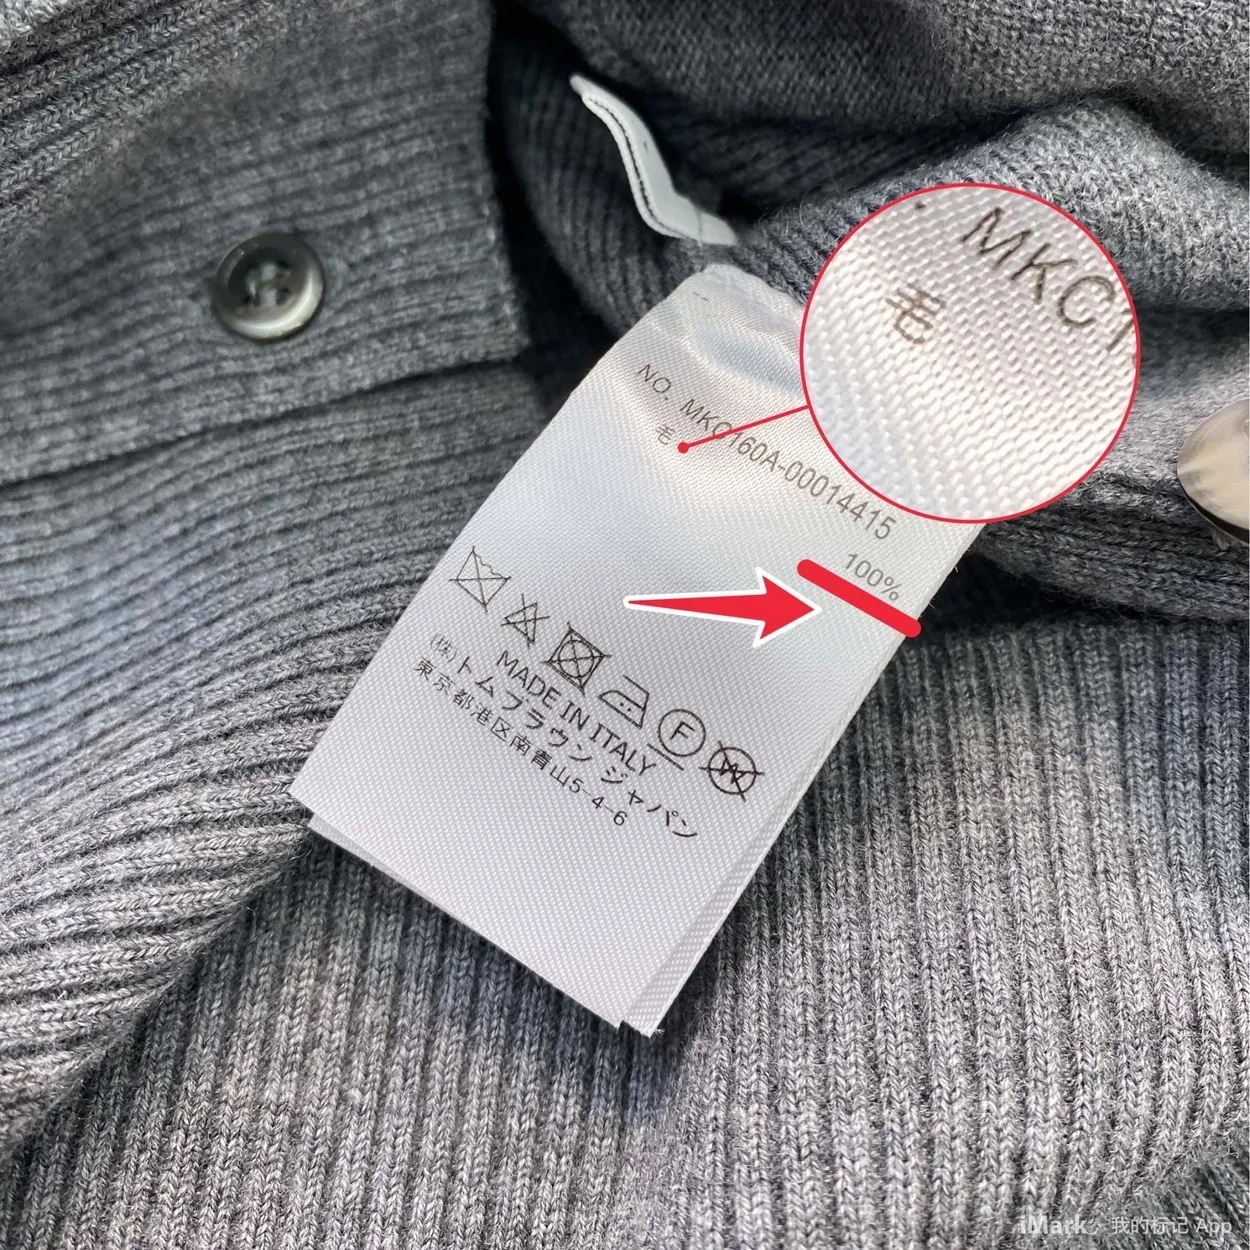 NO. MKC160A-00014415
毛 100%
MADE IN ITALY
(株)トムブラウン ジャパン
東京都港区南青山5-4-6
. MKC1
毛
F
W
iMark：我的标记 App